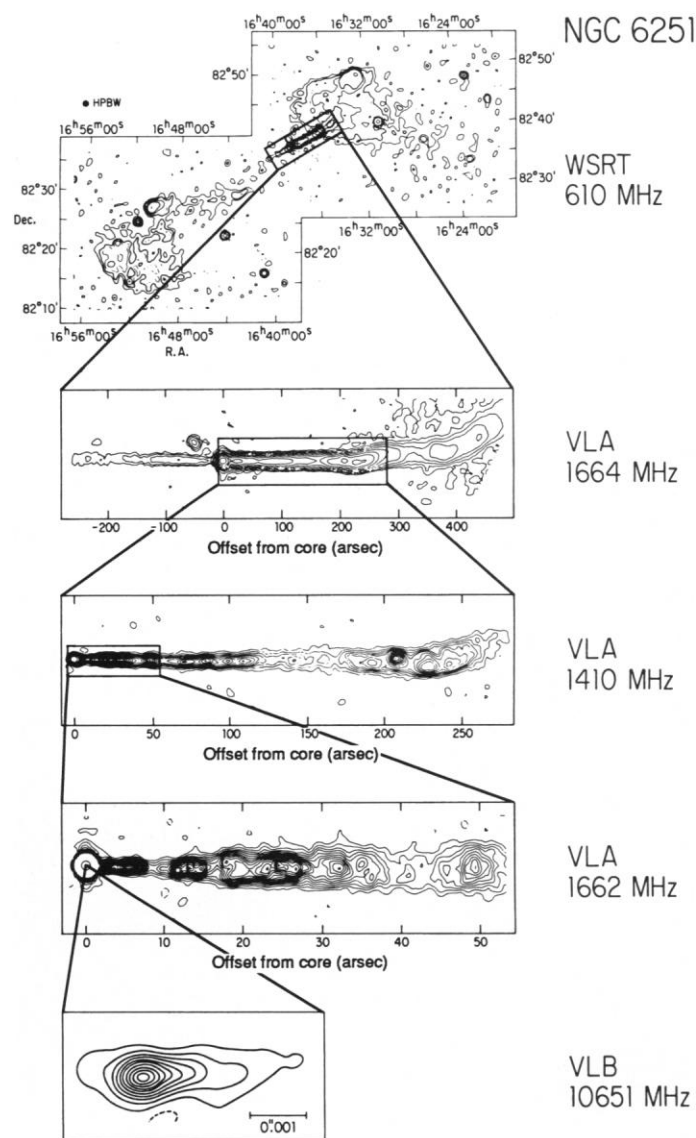 NGC 6251
16ʰ40ᵐ00ˢ 16ʰ32ᵐ00ˢ 16ʰ24ᵐ00ˢ
82°50'
82°50'
HPBW
16ʰ56ᵐ00ˢ 16ʰ48ᵐ00ˢ
82°40'
WSRT
610 MHz
82°30'
82°30'
Dec.
16ʰ32ᵐ00ˢ 16ʰ24ᵐ00ˢ
82°20'
82°20'
82°10'
16ʰ56ᵐ00ˢ 16ʰ48ᵐ00ˢ 16ʰ40ᵐ00ˢ
R.A.
VLA
1664 MHz
-200 -100 0 100 200 300 400
Offset from core (arsec)
VLA
1410 MHz
0 50 100 150 200 250
Offset from core (arsec)
VLA
1662 MHz
0 10 20 30 40 50
Offset from core (arsec)
VLB
10651 MHz
0".001